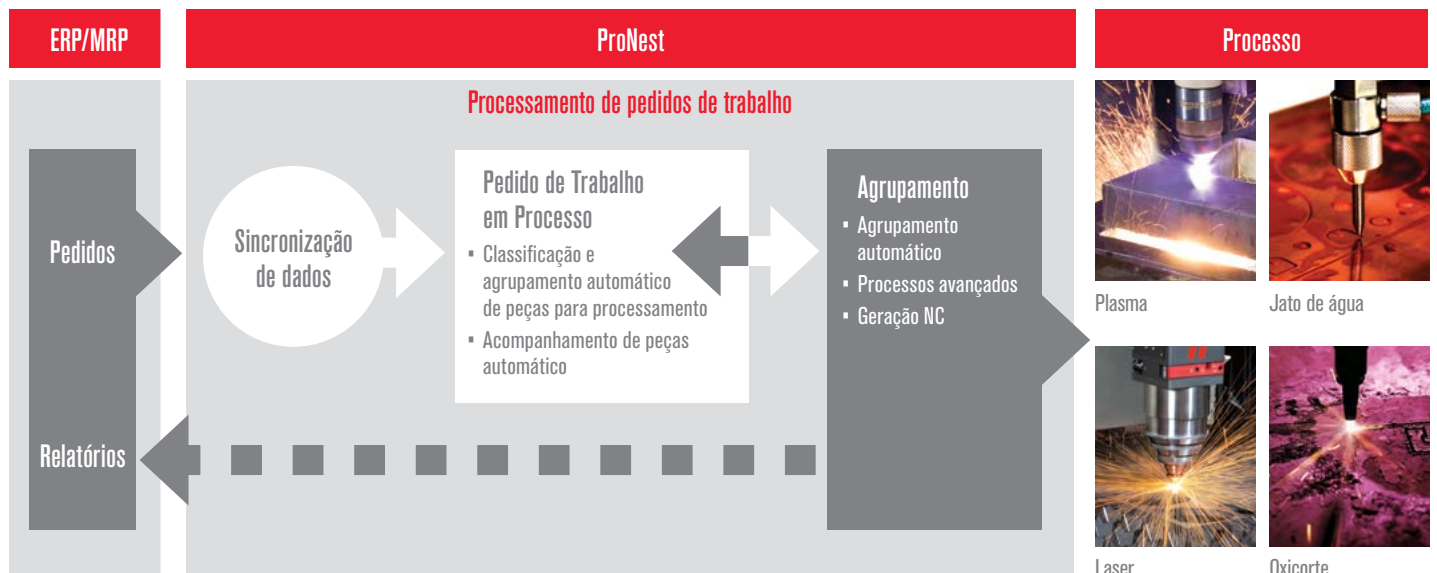 ERP/MRP
ProNest
Processo
Processamento de pedidos de trabalho
Pedidos
Relatórios
Sincronização
de dados
Pedido de Trabalho
em Processo
▪ Classificação e
agrupamento automático
de peças para processamento
▪ Acompanhamento de peças
automático
Agrupamento
▪ Agrupamento
automático
▪ Processos avançados
▪ Geração NC
Plasma
Jato de água
Laser
Oxicorte